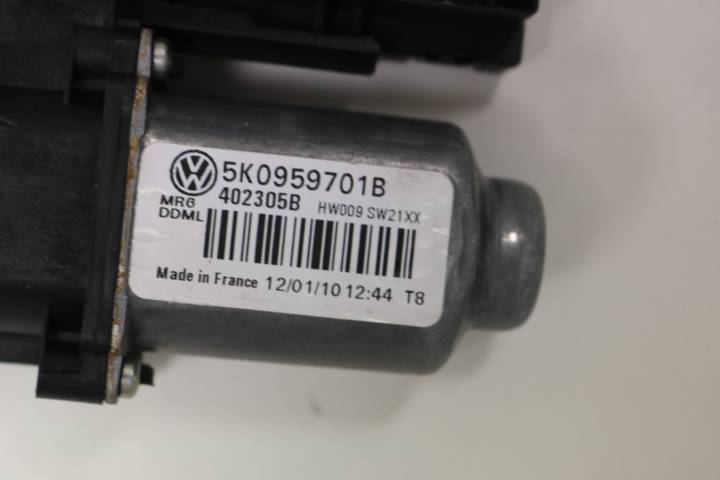 5K0959701B
MR6 402305B HW009 SW21XX
DDML
Made in France 12/01/10 12:44 T8